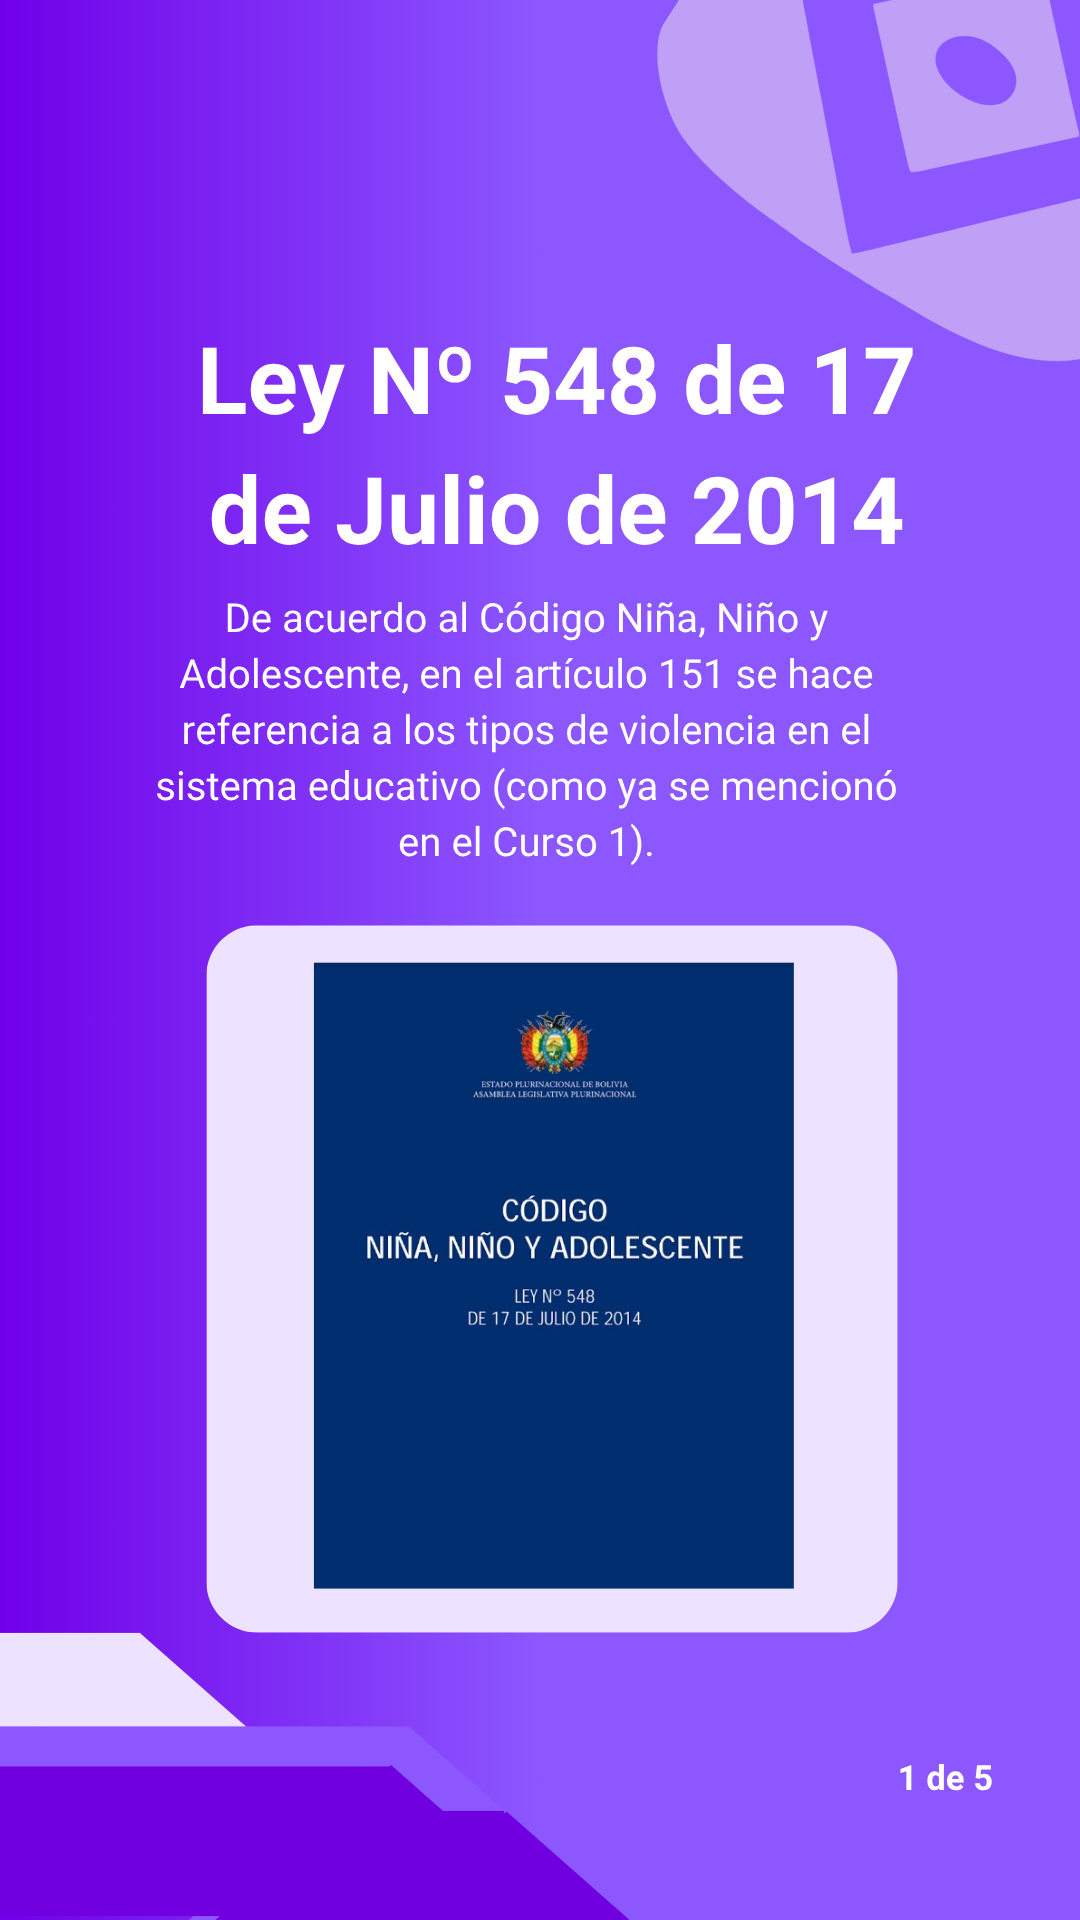 Ley Nº 548 de 17
de Julio de 2014
De acuerdo al Código Niña, Niño y
Adolescente, en el artículo 151 se hace
referencia a los tipos de violencia en el
sistema educativo (como ya se mencionó
en el Curso 1).
ESTADO PLURINACIONAL DE BOLIVIA
ASAMBLEA LEGISLATIVA PLURINACIONAL
CÓDIGO
NIÑA, NIÑO Y ADOLESCENTE
LEY Nº 548
DE 17 DE JULIO DE 2014
1 de 5